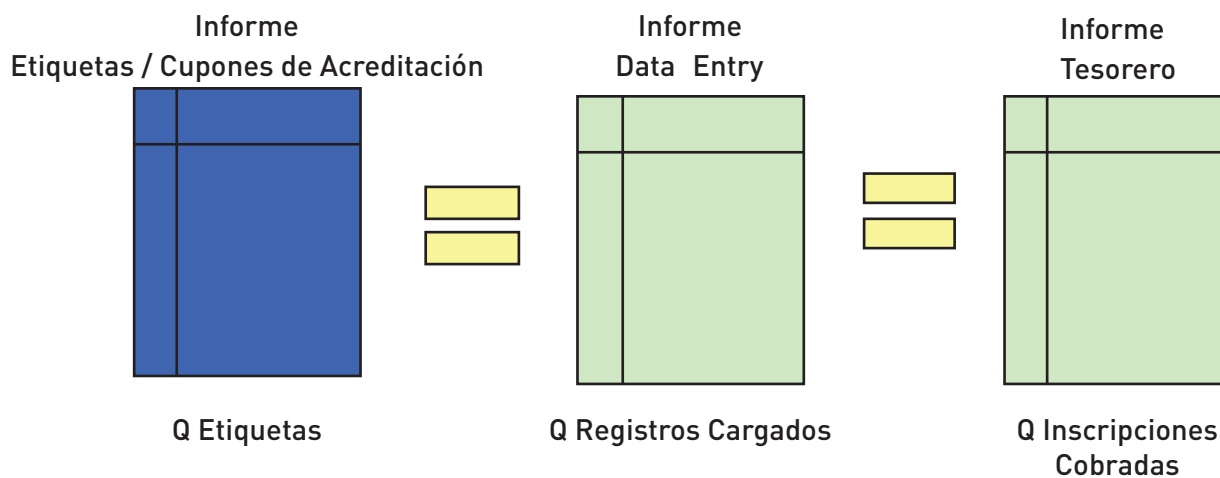 Informe
Etiquetas / Cupones de Acreditación
Informe
Data Entry
Informe
Tesorero
Q Etiquetas
Q Registros Cargados
Q Inscripciones
Cobradas